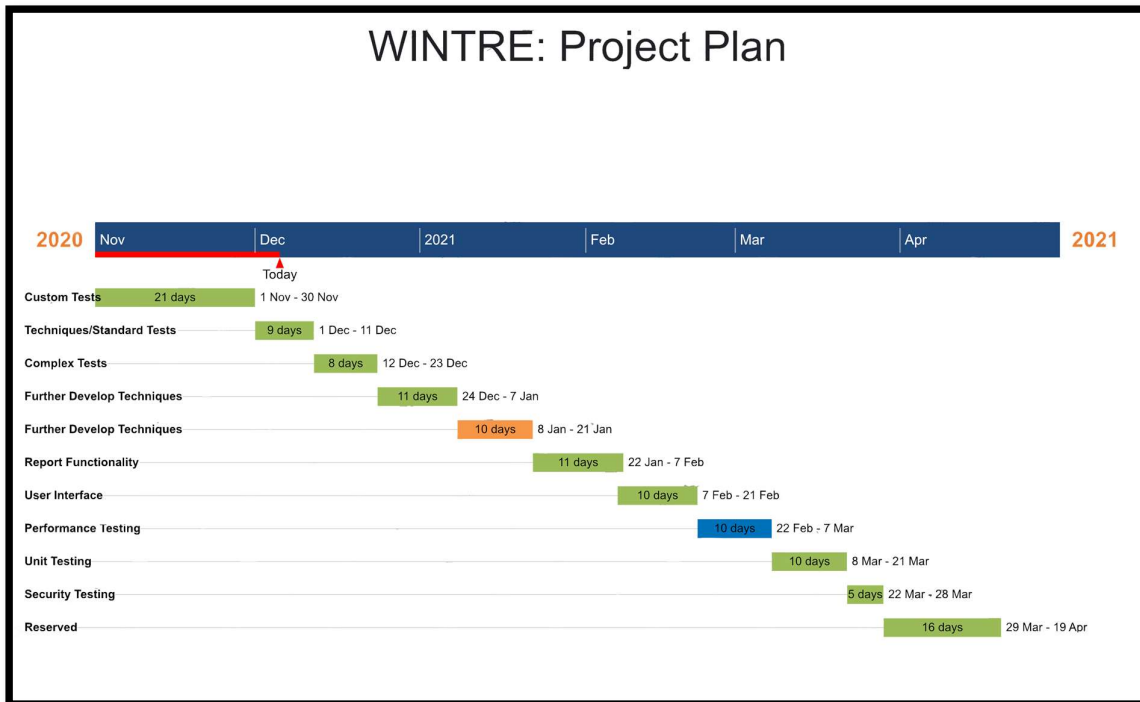 WINTRE: Project Plan
2020 Nov Dec 2021 Feb Mar Apr 2021
Today
Custom Tests 21 days 1 Nov - 30 Nov
Techniques/Standard Tests 9 days 1 Dec - 11 Dec
Complex Tests 8 days 12 Dec - 23 Dec
Further Develop Techniques 11 days 24 Dec - 7 Jan
Further Develop Techniques 10 days 8 Jan - 21 Jan
Report Functionality 11 days 22 Jan - 7 Feb
User Interface 10 days 7 Feb - 21 Feb
Performance Testing 10 days 22 Feb - 7 Mar
Unit Testing 10 days 8 Mar - 21 Mar
Security Testing 5 days 22 Mar - 28 Mar
Reserved 16 days 29 Mar - 19 Apr